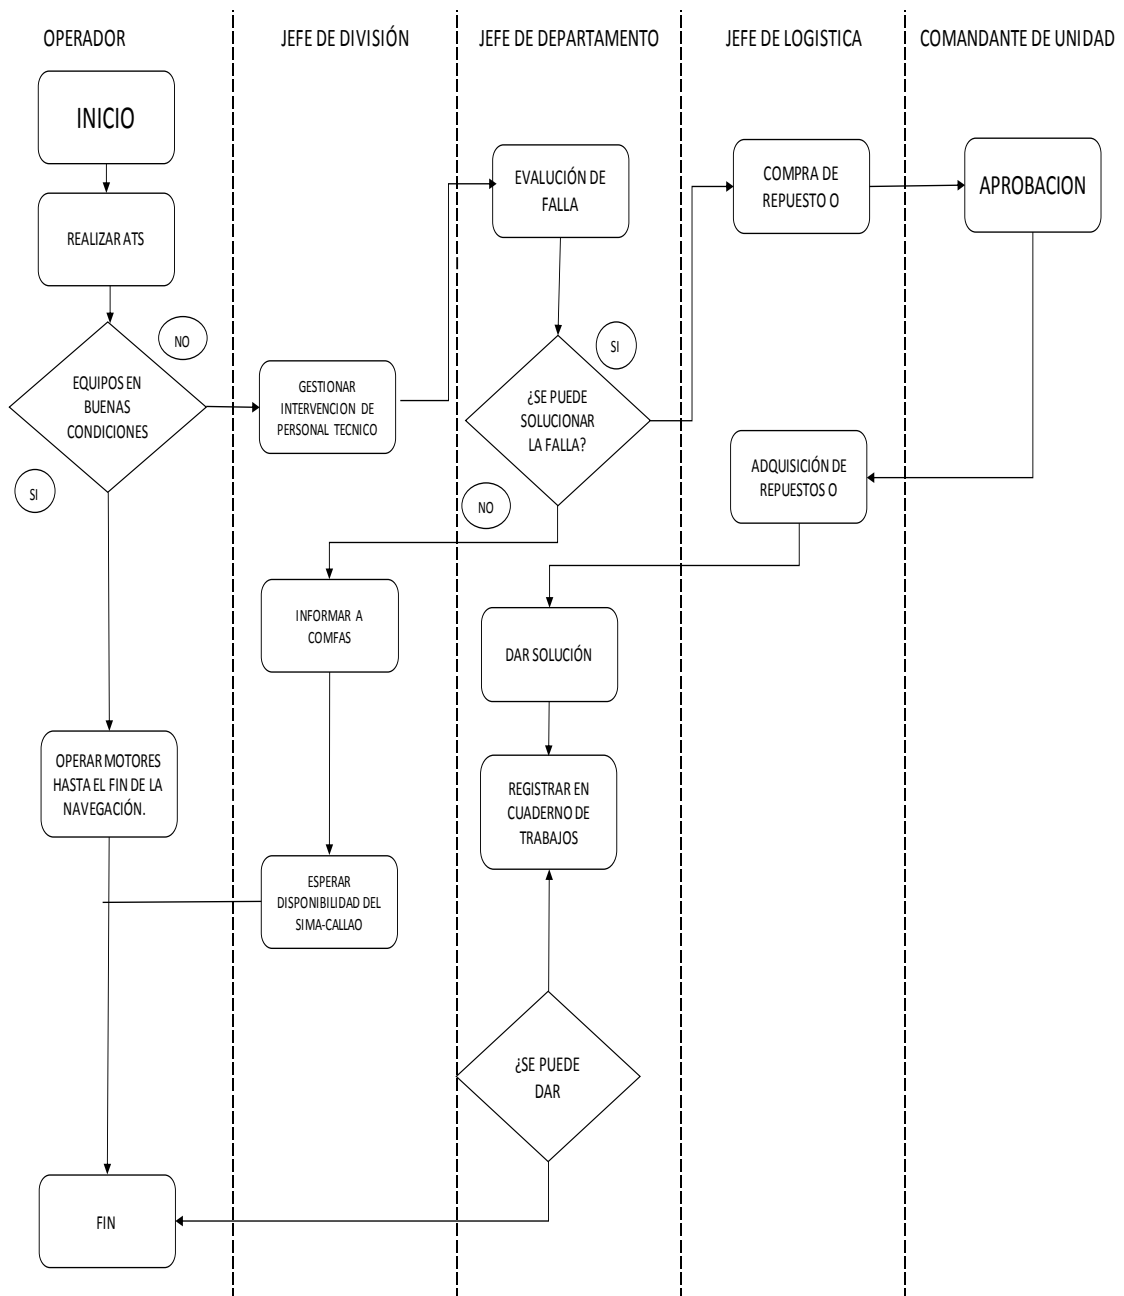 OPERADOR
JEFE DE DIVISIÓN
JEFE DE DEPARTAMENTO
JEFE DE LOGISTICA
COMANDANTE DE UNIDAD
INICIO
REALIZAR ATS
EQUIPOS EN
BUENAS
CONDICIONES
NO
SI
OPERAR MOTORES
HASTA EL FIN DE LA
NAVEGACIÓN.
FIN
GESTIONAR
INTERVENCION DE
PERSONAL TECNICO
INFORMAR A
COMFAS
ESPERAR
DISPONIBILIDAD DEL
SIMA-CALLAO
EVALUCIÓN DE
FALLA
¿SE PUEDE
SOLUCIONAR
LA FALLA?
SI
NO
DAR SOLUCIÓN
REGISTRAR EN
CUADERNO DE
TRABAJOS
¿SE PUEDE
DAR
COMPRA DE
REPUESTO O
ADQUISICIÓN DE
REPUESTOS O
APROBACION